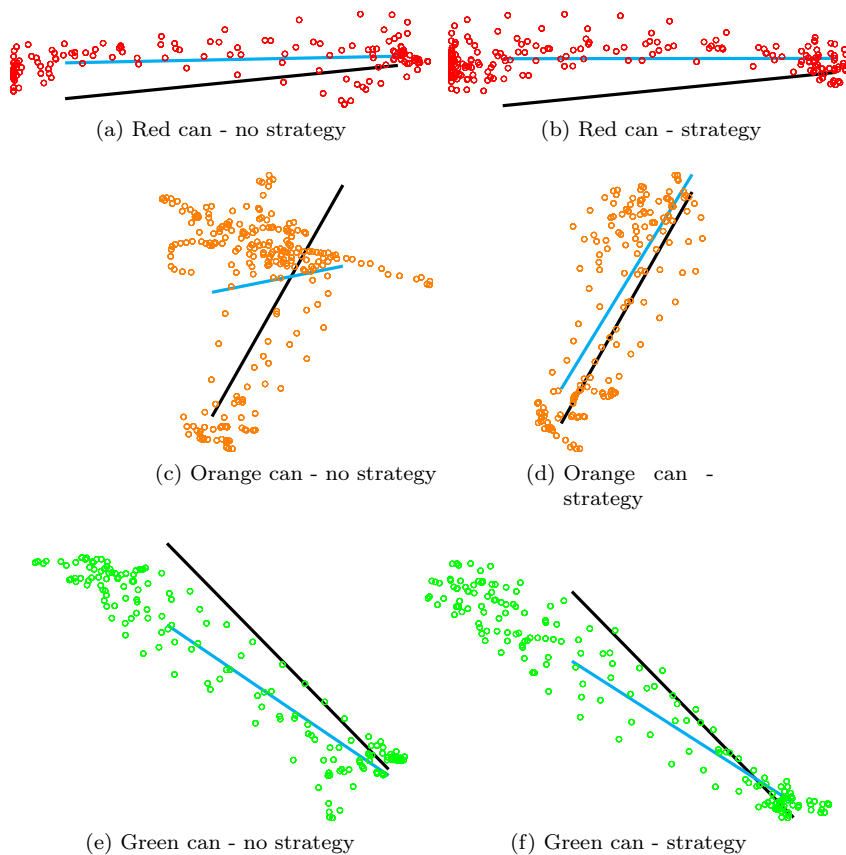 (a) Red can - no strategy
(b) Red can - strategy
(c) Orange can - no strategy
(d) Orange can -
strategy
(e) Green can - no strategy
(f) Green can - strategy